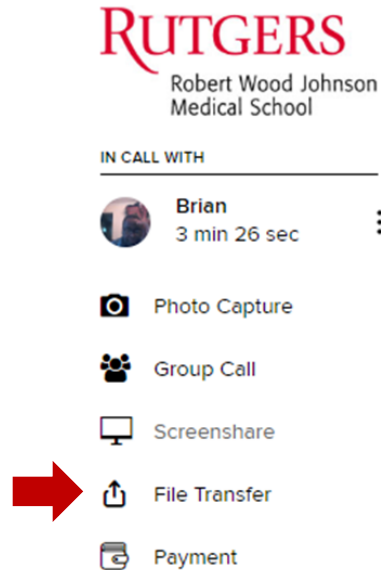 RUTGERS
Robert Wood Johnson
Medical School
IN CALL WITH
Brian
3 min 26 sec
Photo Capture
Group Call
Screenshare
File Transfer
Payment